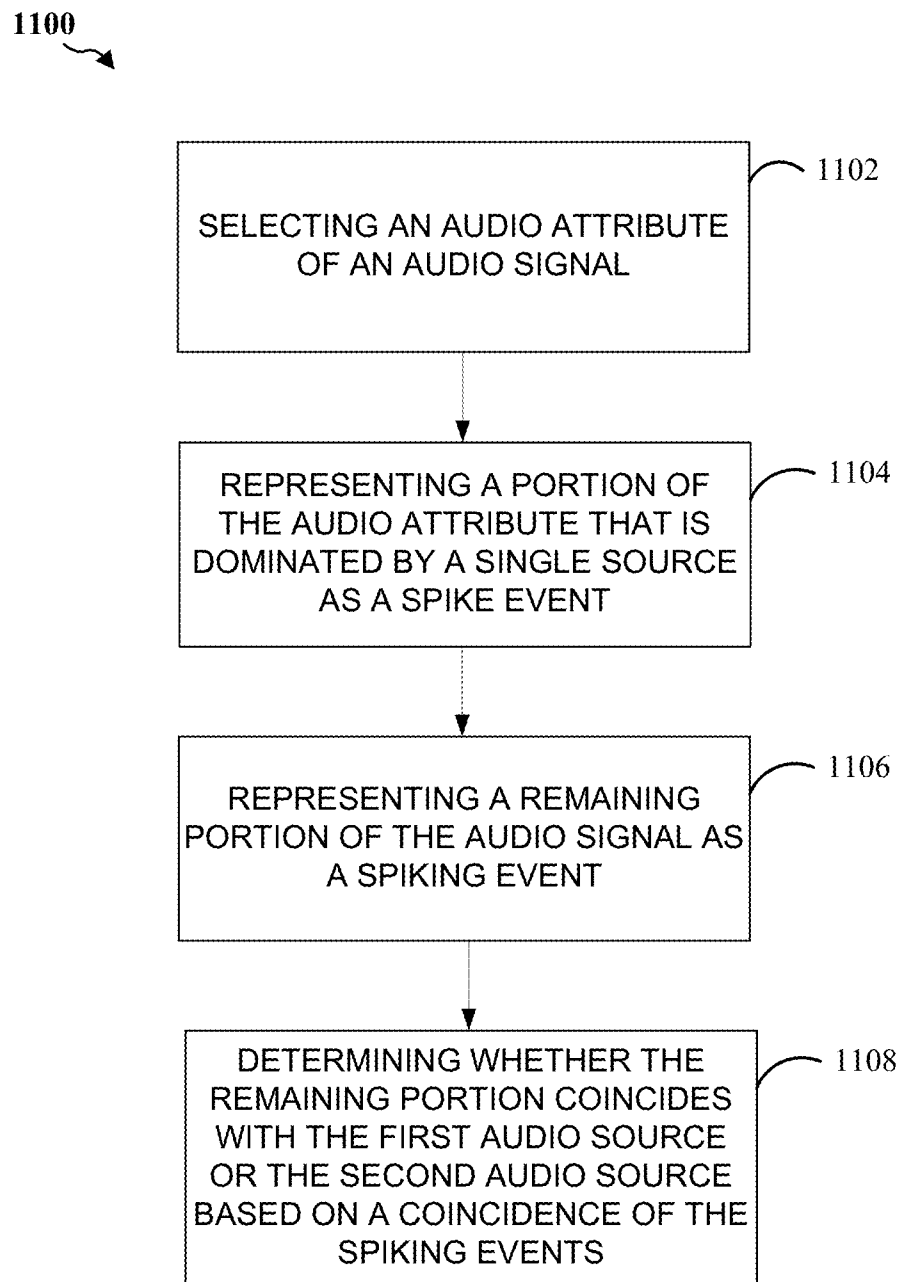 1100
1102
SELECTING AN AUDIO ATTRIBUTE
OF AN AUDIO SIGNAL
1104
REPRESENTING A PORTION OF
THE AUDIO ATTRIBUTE THAT IS
DOMINATED BY A SINGLE SOURCE
AS A SPIKE EVENT
1106
REPRESENTING A REMAINING
PORTION OF THE AUDIO SIGNAL AS
A SPIKING EVENT
1108
DETERMINING WHETHER THE
REMAINING PORTION COINCIDES
WITH THE FIRST AUDIO SOURCE
OR THE SECOND AUDIO SOURCE
BASED ON A COINCIDENCE OF THE
SPIKING EVENTS